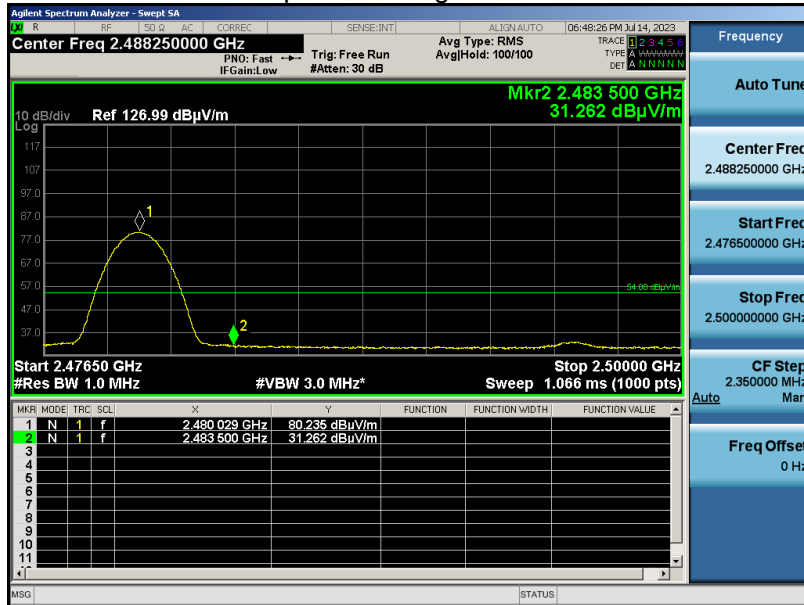 Agilent Spectrum Analyzer - Swept SA
LXI R RF 50 Ω AC CORREC SENSE:INT ALIGN AUTO 06:48:26 PM Jul 14, 2023
Center Freq 2.488250000 GHz
PNO: Fast
IFGain:Low
Trig: Free Run
#Atten: 30 dB
Avg Type: RMS
Avg|Hold: 100/100
TRACE 1 2 3 4 5 6
TYPE A WWWWW
DET A N N N N N
Mkr2 2.483 500 GHz
31.262 dBµV/m
10 dB/div Ref 126.99 dBµV/m
Log
117
107
97.0
87.0
77.0
67.0
57.0
47.0
37.0
1
2
54.00 dBµV/m
Start 2.47650 GHz Stop 2.50000 GHz
#Res BW 1.0 MHz #VBW 3.0 MHz* Sweep 1.066 ms (1000 pts)
MKR MODE TRC SCL X Y FUNCTION FUNCTION WIDTH FUNCTION VALUE
1 N 1 f 2.480 029 GHz 80.235 dBµV/m
2 N 1 f 2.483 500 GHz 31.262 dBµV/m
3
4
5
6
7
8
9
10
11
MSG STATUS
Frequency
Auto Tune
Center Freq
2.488250000 GHz
Start Freq
2.476500000 GHz
Stop Freq
2.500000000 GHz
CF Step
2.350000 MHz
Auto Man
Freq Offset
0 Hz